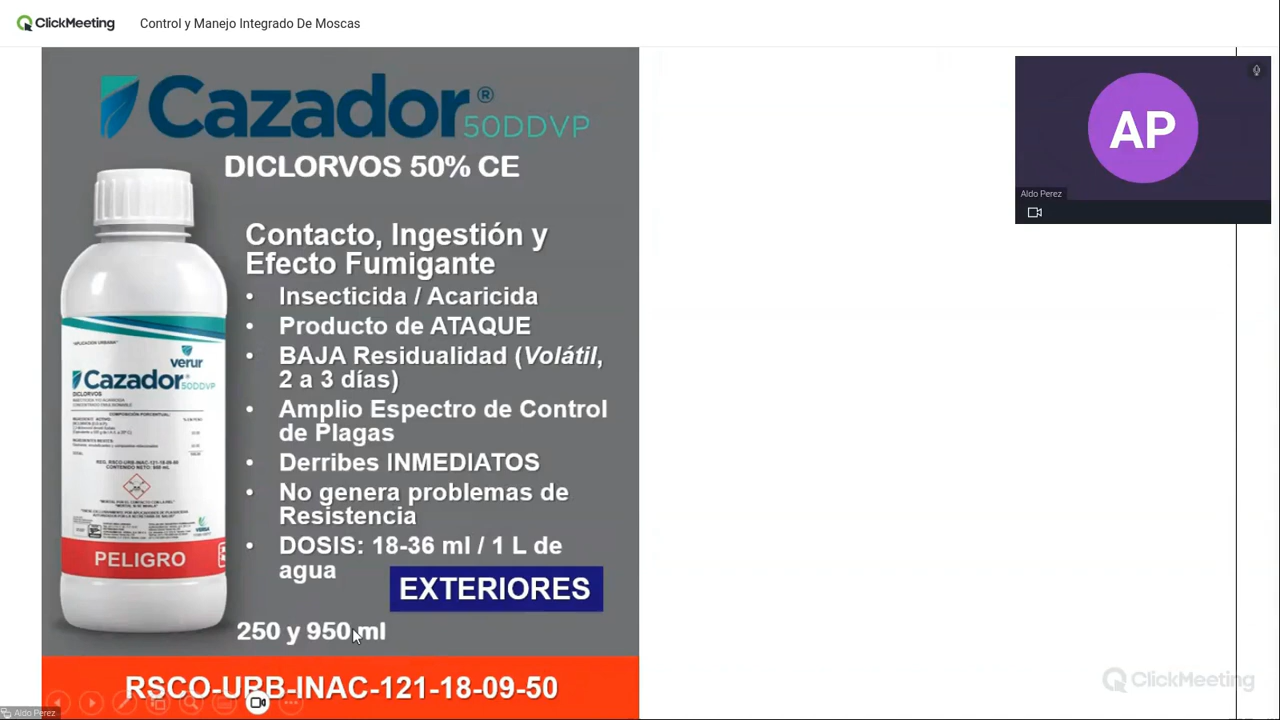 ClickMeeting
Control y Manejo Integrado De Moscas
Cazador®
50DDVP
DICLORVOS 50% CE
Contacto, Ingestión y
Efecto Fumigante
• Insecticida / Acaricida
• Producto de ATAQUE
• BAJA Residualidad (Volátil,
2 a 3 días)
• Amplio Espectro de Control
de Plagas
• Derribes INMEDIATOS
• No genera problemas de
Resistencia
• DOSIS: 18-36 ml / 1 L de
agua
EXTERIORES
250 y 950 ml
RSCO-URB-INAC-121-18-09-50
verur
Cazador®
50DDVP
DICLORVOS
PELIGRO
AP
Aldo Perez
ClickMeeting
Aldo Perez